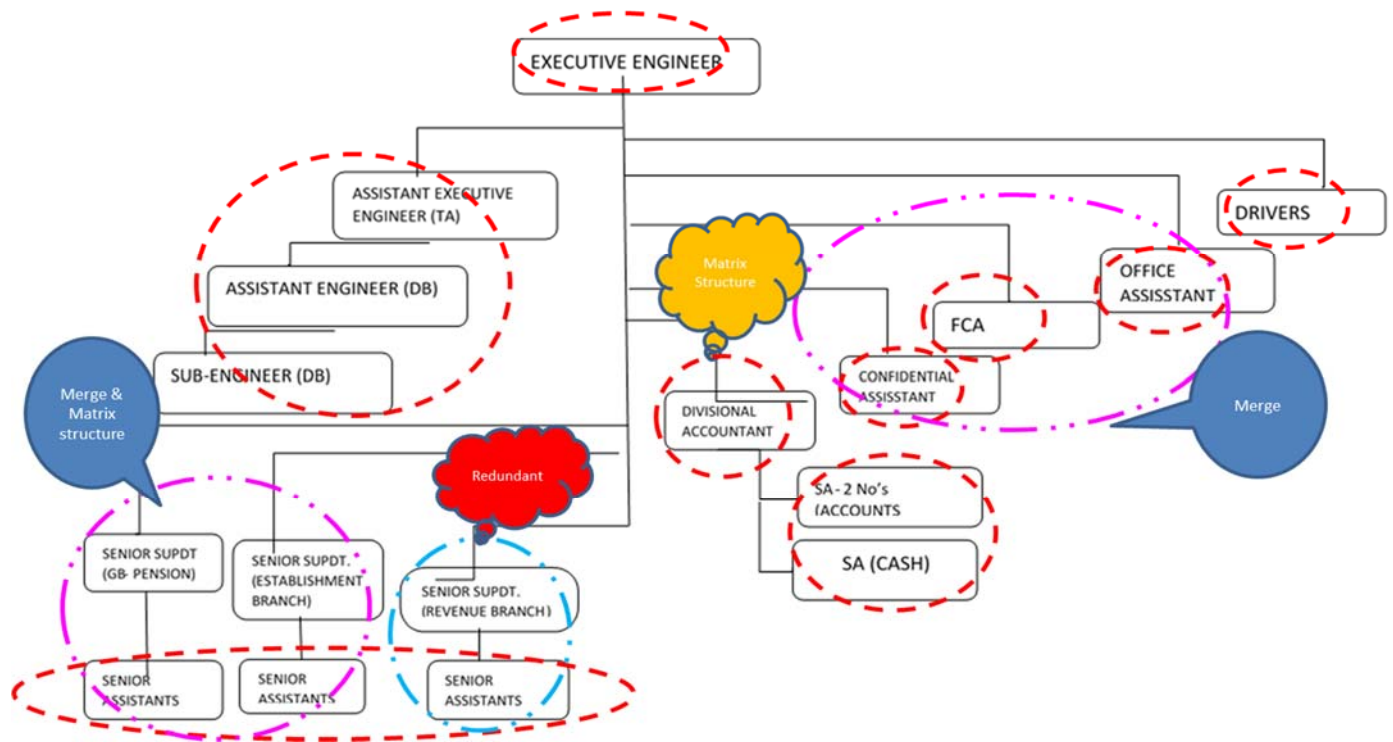 EXECUTIVE ENGINEER
ASSISTANT EXECUTIVE
ENGINEER (TA)
DRIVERS
Matrix
Structure
OFFICE
ASSISSTANT
ASSISTANT ENGINEER (DB)
FCA
SUB-ENGINEER (DB)
CONFIDENTIAL
ASSISSTANT
Merge &
Matrix
structure
Merge
DIVISIONAL
ACCOUNTANT
Redundant
SA - 2 No's
(ACCOUNTS
SA (CASH)
SENIOR SUPDT
(GB- PENSION)
SENIOR SUPDT.
(ESTABLISHMENT
BRANCH)
SENIOR SUPDT.
(REVENUE BRANCH)
SENIOR
ASSISTANTS
SENIOR
ASSISTANTS
SENIOR
ASSISTANTS